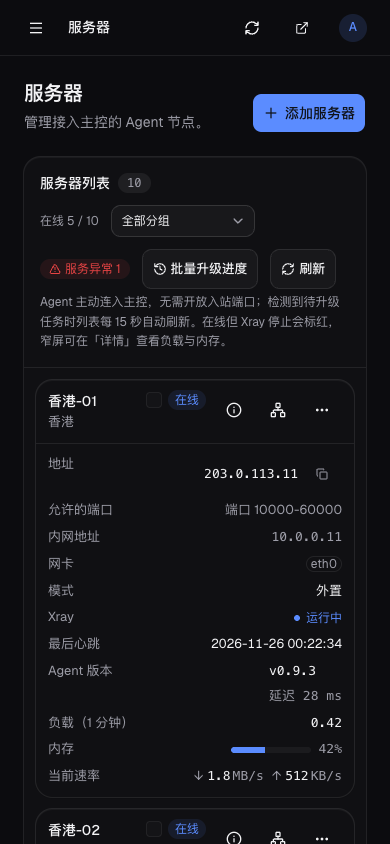 服务器
A
服务器
管理接入主控的 Agent 节点。
添加服务器
服务器列表 10
在线 5 / 10 全部分组
服务异常 1 批量升级进度 刷新
Agent 主动连入主控，无需开放入站端口；检测到待升级
任务时列表每 15 秒自动刷新。在线但 Xray 停止会标红，
窄屏可在「详情」查看负载与内存。
香港-01 在线
香港
地址 203.0.113.11
允许的端口 端口 10000-60000
内网地址 10.0.0.11
网卡 eth0
模式 外置
Xray 运行中
最后心跳 2026-11-26 00:22:34
Agent 版本 v0.9.3
延迟 28 ms
负载（1 分钟） 0.42
内存 42%
当前速率 ↓ 1.8 MB/s ↑ 512 KB/s
香港-02 在线